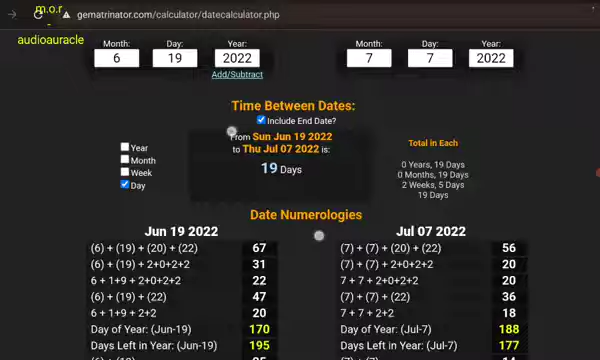 m.o.r
gematrinator.com/calculator/datecalculator.php
audioauracle
Month: Day: Year:
6 19 2022
Add/Subtract
Month: Day: Year:
7 7 2022
Time Between Dates:
Include End Date?
From Sun Jun 19 2022
to Thu Jul 07 2022 is:
19 Days
Year
Month
Week
Day
Total in Each
0 Years, 19 Days
0 Months, 19 Days
2 Weeks, 5 Days
19 Days
Date Numerologies
Jun 19 2022
(6) + (19) + (20) + (22) 67
(6) + (19) + 2+0+2+2 31
6 + 1+9 + 2+0+2+2 22
(6) + (19) + (22) 47
6 + 1+9 + 2+2 20
Day of Year: (Jun-19) 170
Days Left in Year: (Jun-19) 195
Jul 07 2022
(7) + (7) + (20) + (22) 56
(7) + (7) + 2+0+2+2 20
7 + 7 + 2+0+2+2 20
(7) + (7) + (22) 36
7 + 7 + 2+2 18
Day of Year: (Jul-7) 188
Days Left in Year: (Jul-7) 177